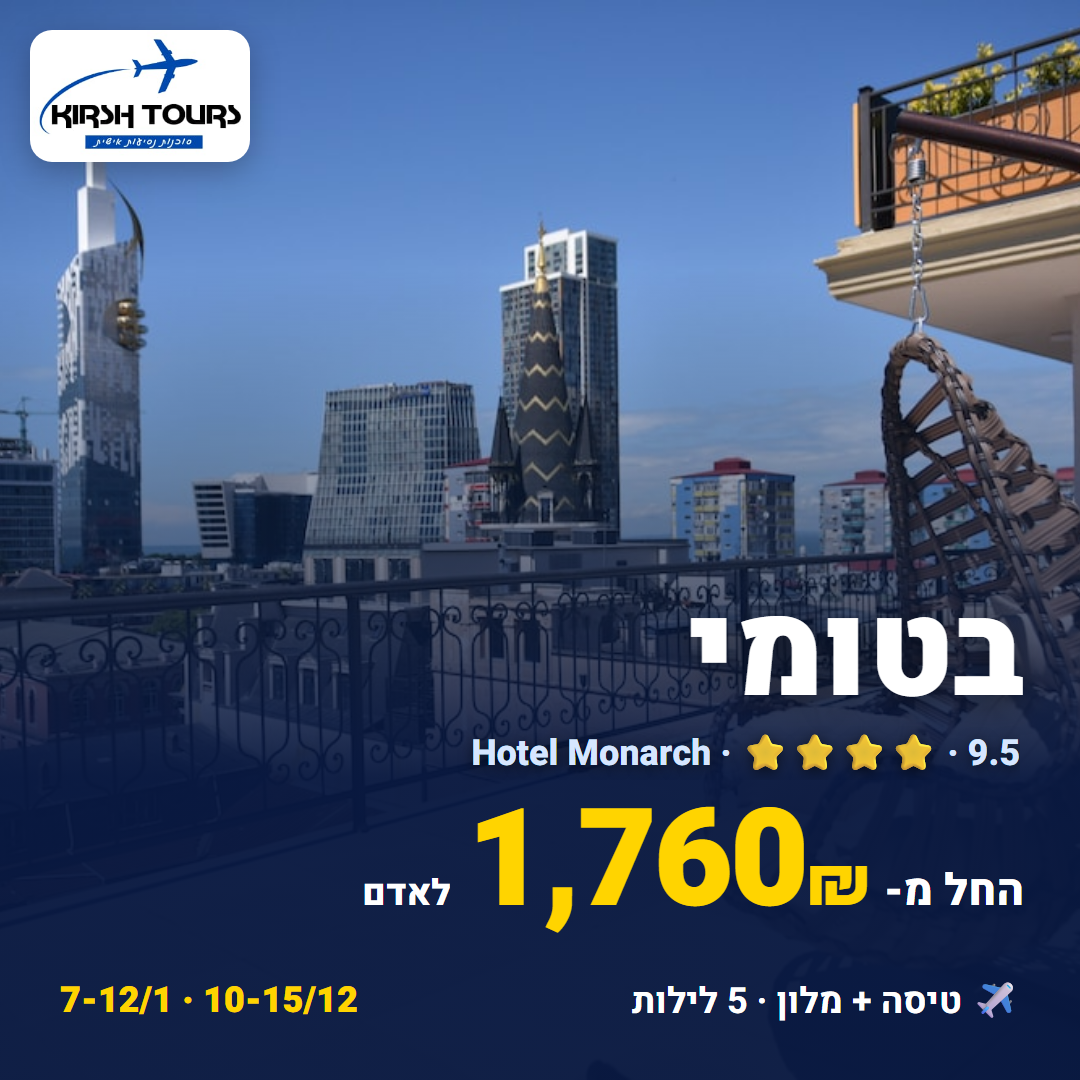 KIRSH TOURS
סוכנות נסיעות אישית
בטומי
Hotel Monarch · ⭐⭐⭐⭐ · 9.5
החל מ- ₪1,760 לאדם
✈️ טיסה + מלון · 5 לילות
7-12/1 · 10-15/12